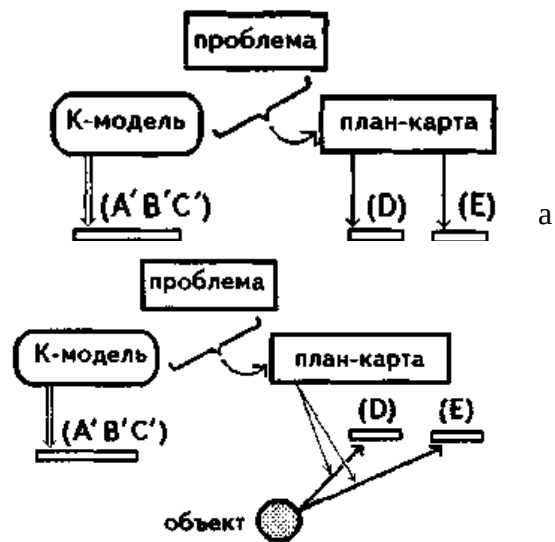 проблема
К-модель
план-карта
(A′B′C′)
(D)
(E)
а
проблема
К-модель
план-карта
(A′B′C′)
(D)
(E)
объект